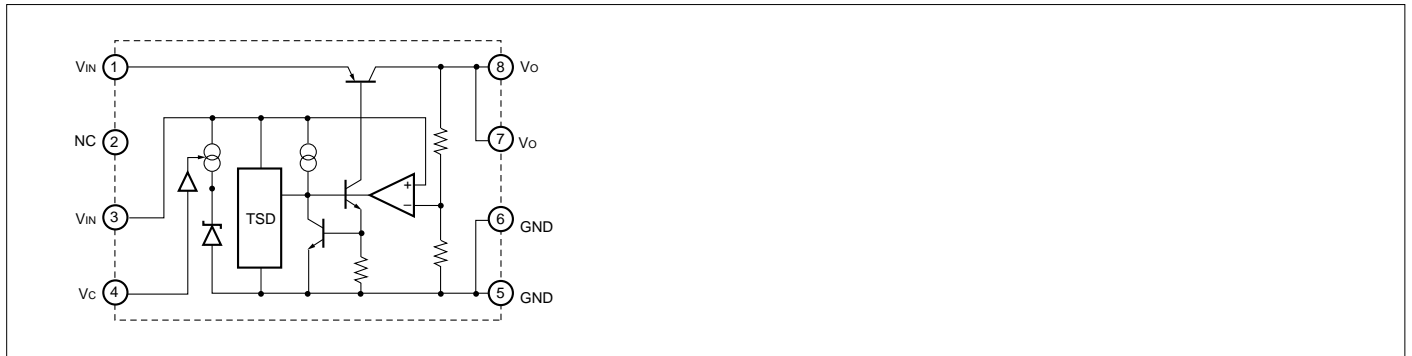 VIN 1
8 VO
NC 2
7 VO
+
−
TSD
VIN 3
6 GND
VC 4
5 GND